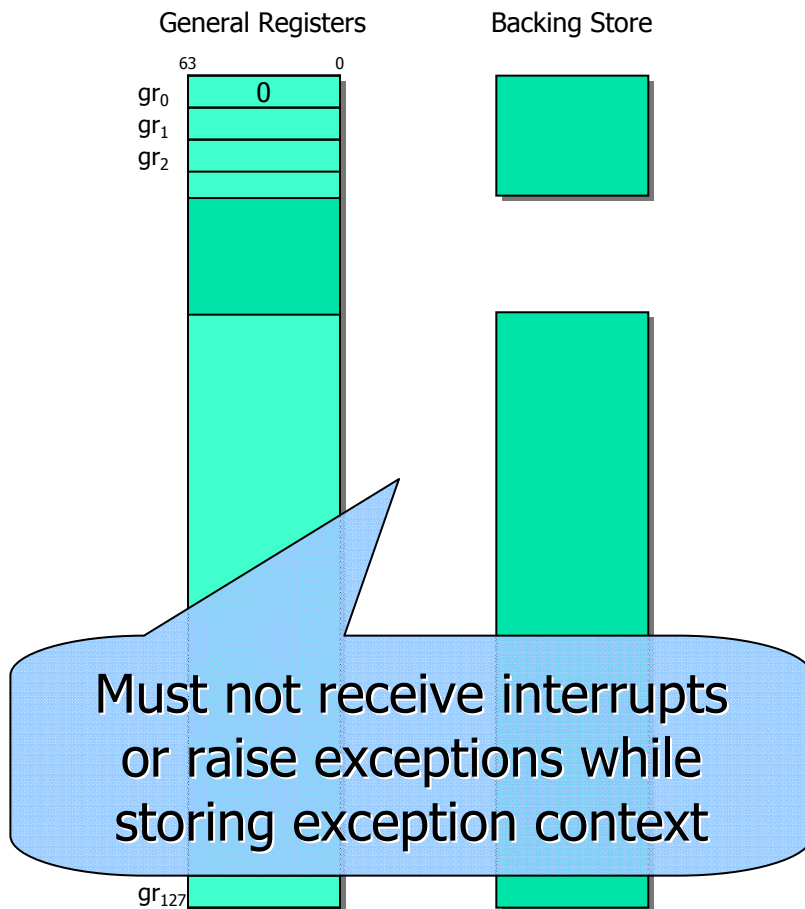 General Registers
Backing Store
63
0
gr0
0
gr1
gr2
Must not receive interrupts
or raise exceptions while
storing exception context
gr127